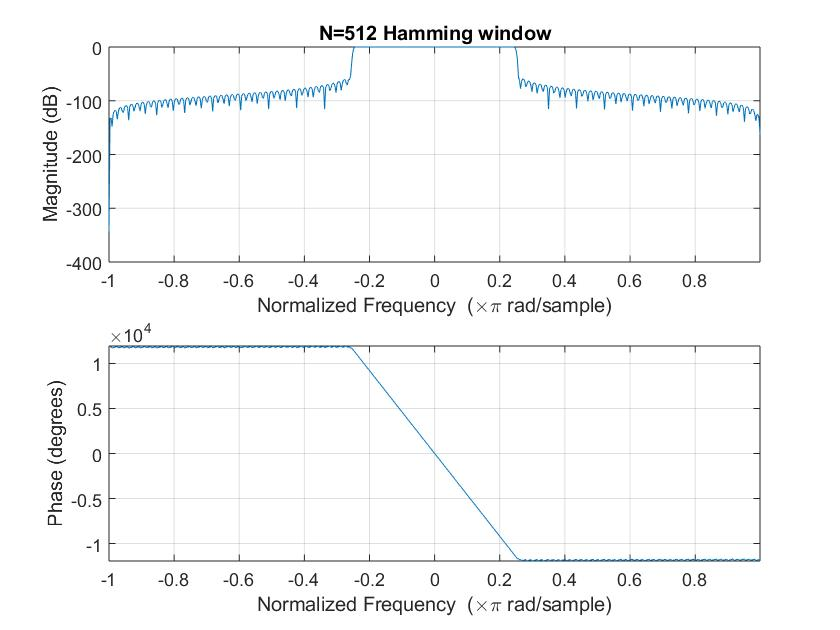 N=512 Hamming window
Magnitude (dB)
0
-100
-200
-300
-400
-1 -0.8 -0.6 -0.4 -0.2 0 0.2 0.4 0.6 0.8
Normalized Frequency (×π rad/sample)
×10^4
Phase (degrees)
1
0.5
0
-0.5
-1
-1 -0.8 -0.6 -0.4 -0.2 0 0.2 0.4 0.6 0.8
Normalized Frequency (×π rad/sample)